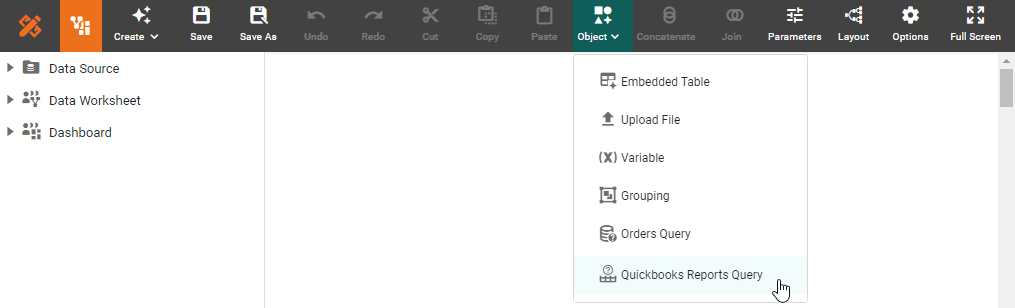 Create Save Save As Undo Redo Cut Copy Paste Object Concatenate Join Parameters Layout Options Full Screen
Data Source
Data Worksheet
Dashboard
Embedded Table
Upload File
(X) Variable
Grouping
Orders Query
Quickbooks Reports Query